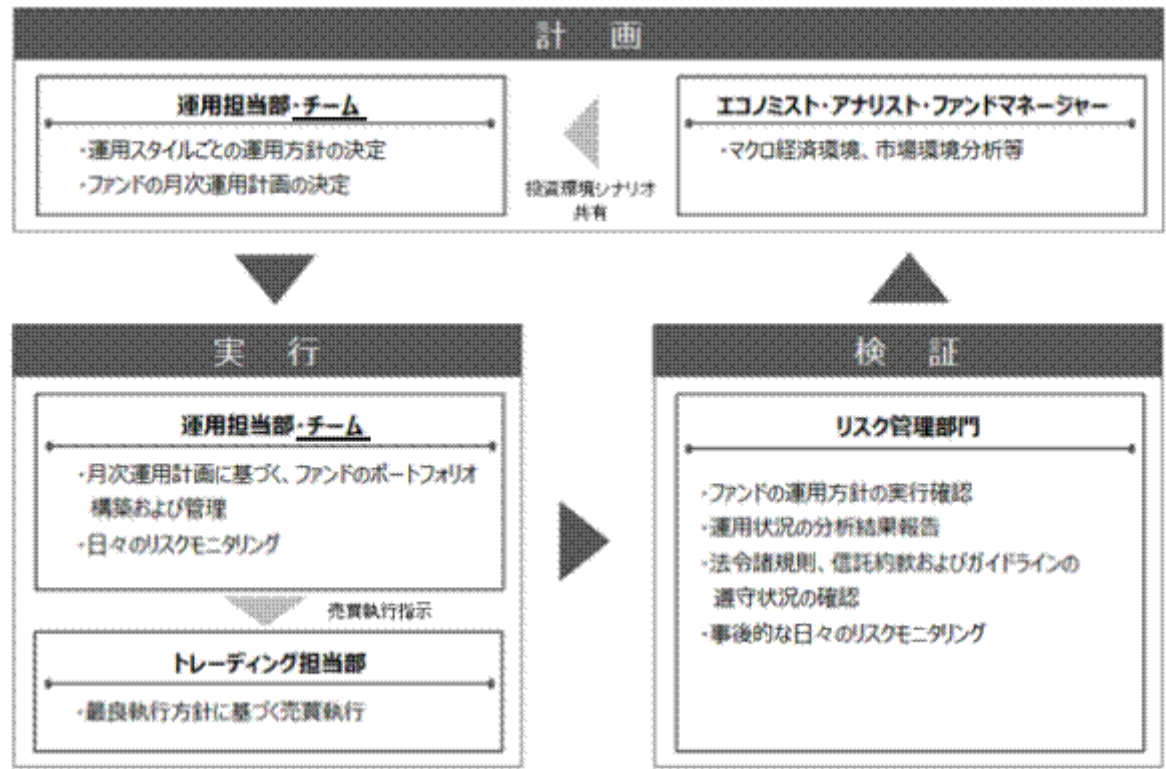 計 画
運用担当部・チーム
・運用スタイルごとの運用方針の決定
・ファンドの月次運用計画の決定
投資環境シナリオ
共有
エコノミスト・アナリスト・ファンドマネージャー
・マクロ経済環境、市場環境分析等
実 行
運用担当部・チーム
・月次運用計画に基づく、ファンドのポートフォリオ
構築および管理
・日々のリスクモニタリング
売買執行指示
トレーディング担当部
・最良執行方針に基づく売買執行
検 証
リスク管理部門
・ファンドの運用方針の実行確認
・運用状況の分析結果報告
・法令諸規則、信託約款およびガイドラインの
遵守状況の確認
・事後的な日々のリスクモニタリング